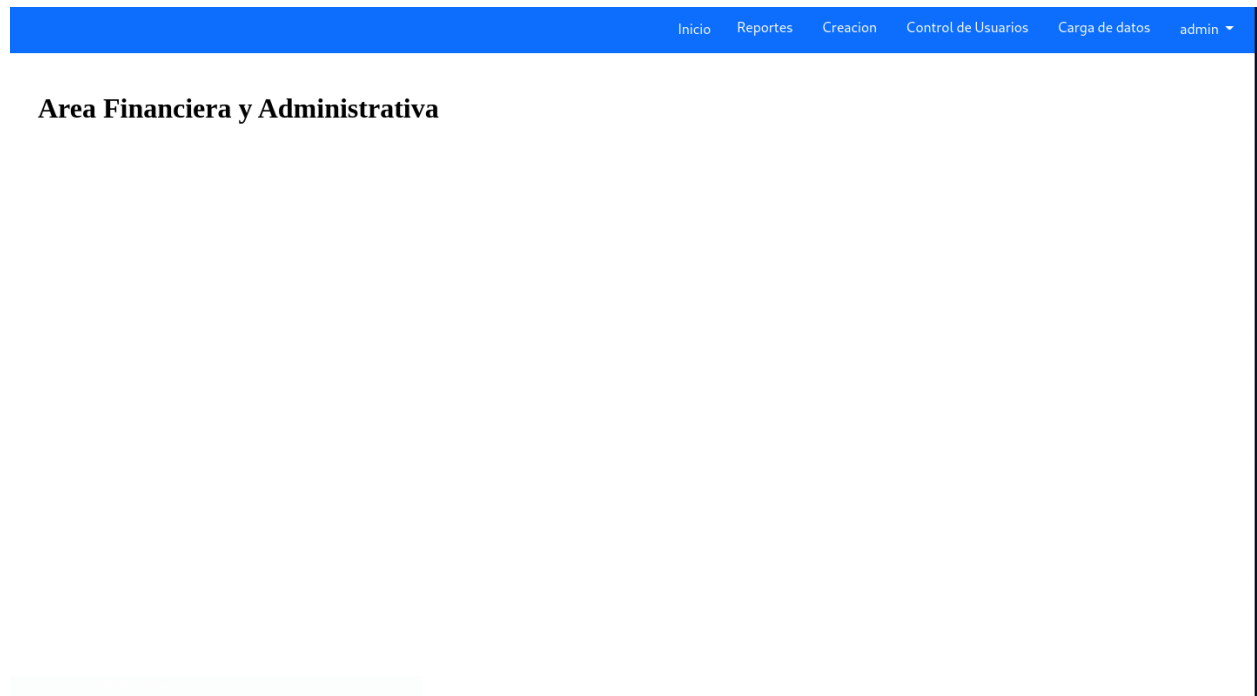 Inicio Reportes Creacion Control de Usuarios Carga de datos admin
Area Financiera y Administrativa